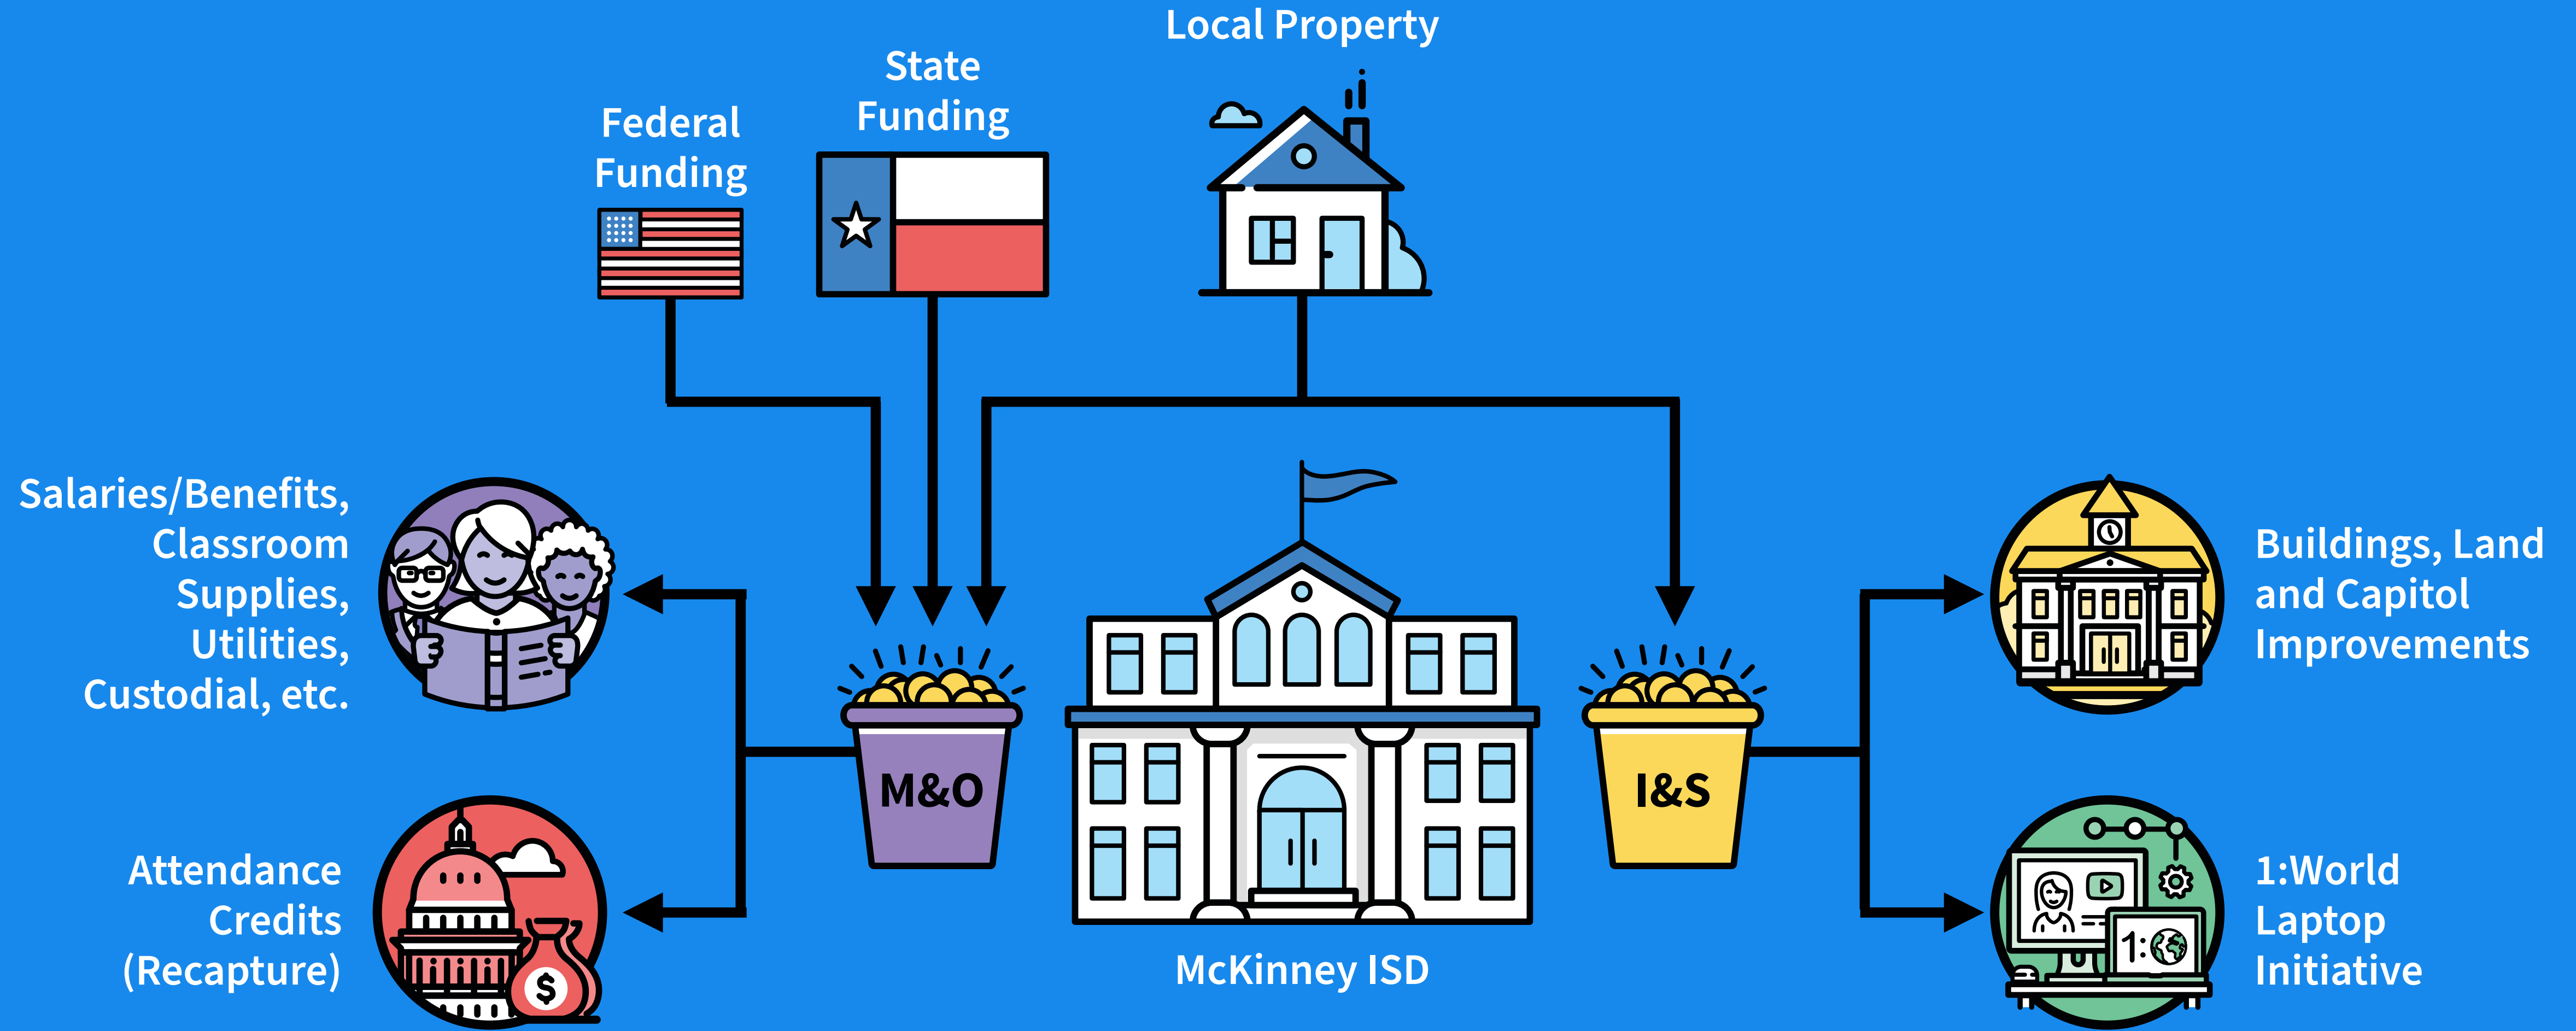 Local Property
State
Funding
Federal
Funding
Salaries/Benefits,
Classroom
Supplies,
Utilities,
Custodial, etc.
Buildings, Land
and Capitol
Improvements
M&O
I&S
Attendance
Credits
(Recapture)
$
McKinney ISD
1:
1:World
Laptop
Initiative